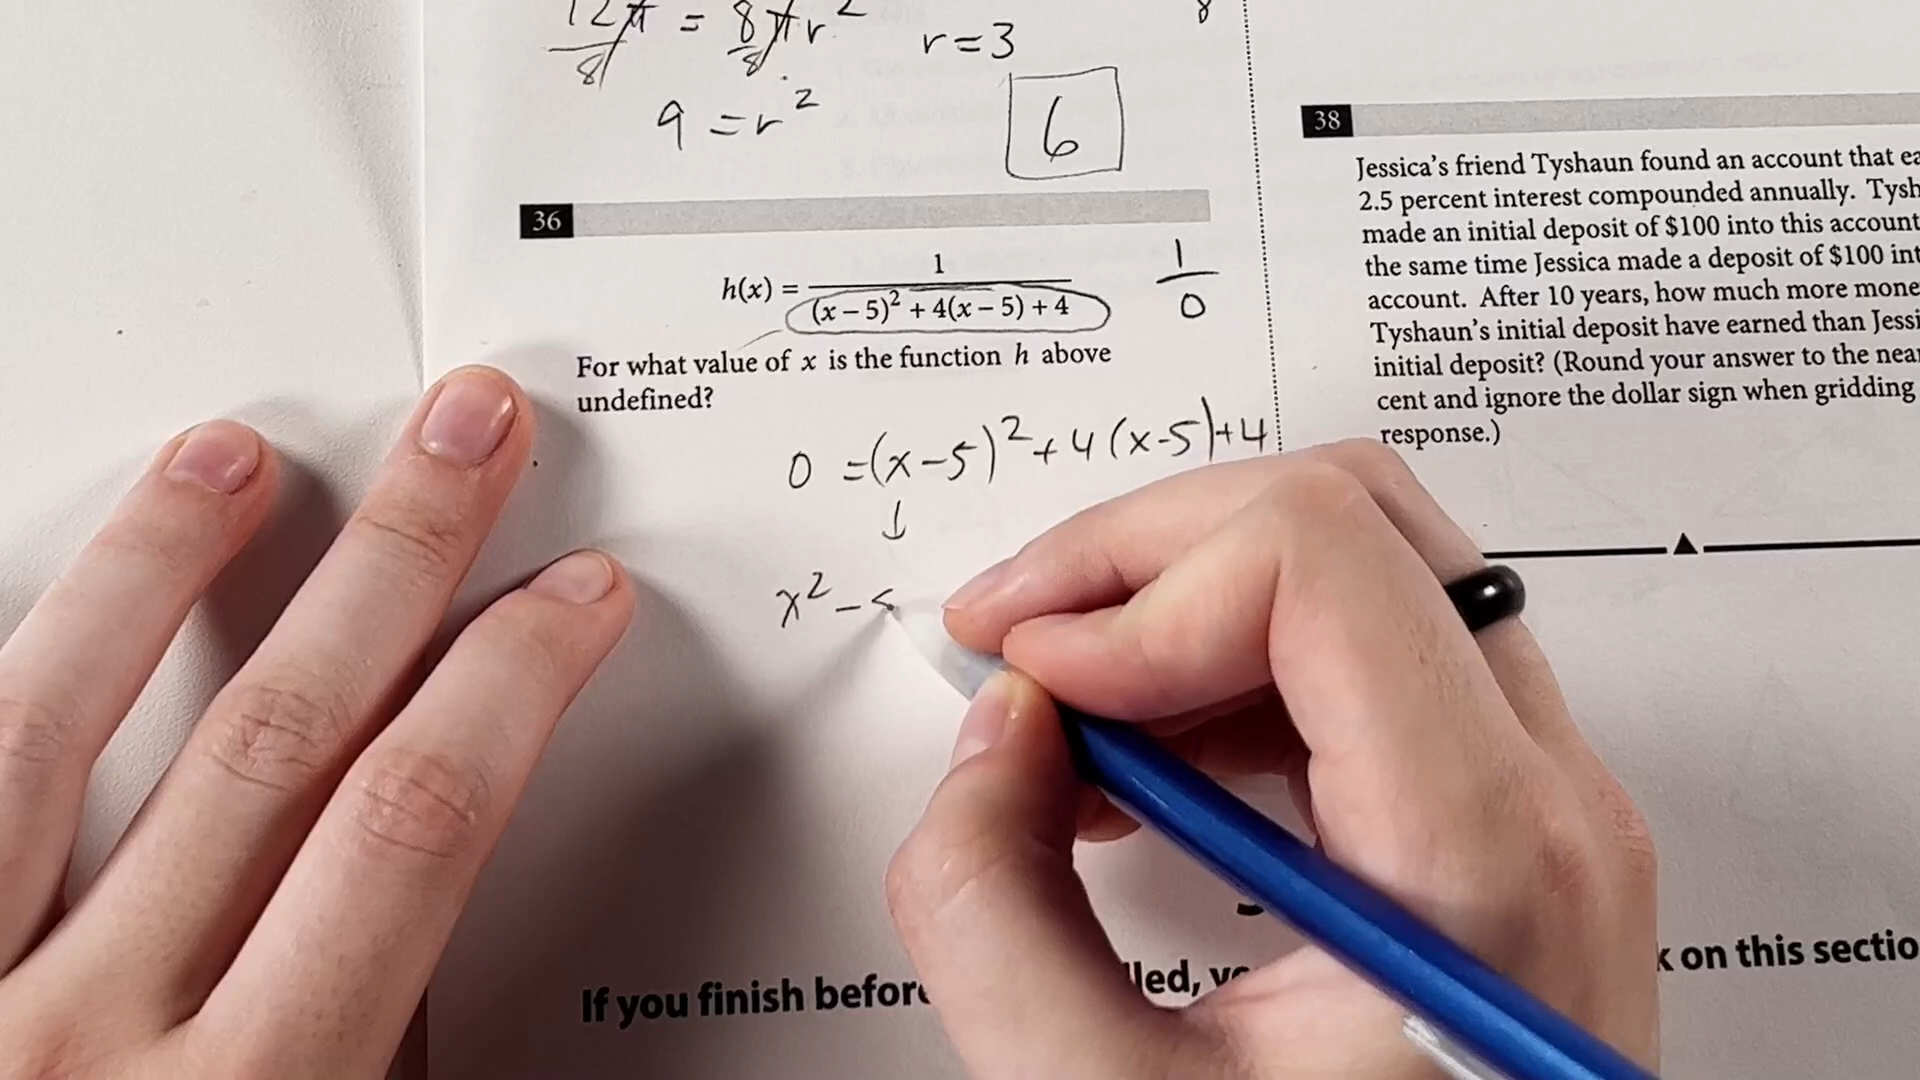 12π/8 = 8πr²/8 r = 3
8
9 = r²
6
36
h(x) = 1/((x – 5)² + 4(x – 5) + 4)
1/0
For what value of x is the function h above
undefined?
0 = (x-5)² + 4(x-5)+4
↓
x² - 5
If you finish before
lled, yo
k on this sectio
38
Jessica's friend Tyshaun found an account that ea
2.5 percent interest compounded annually. Tysh
made an initial deposit of $100 into this account
the same time Jessica made a deposit of $100 int
account. After 10 years, how much more mone
Tyshaun's initial deposit have earned than Jessi
initial deposit? (Round your answer to the near
cent and ignore the dollar sign when gridding
response.)